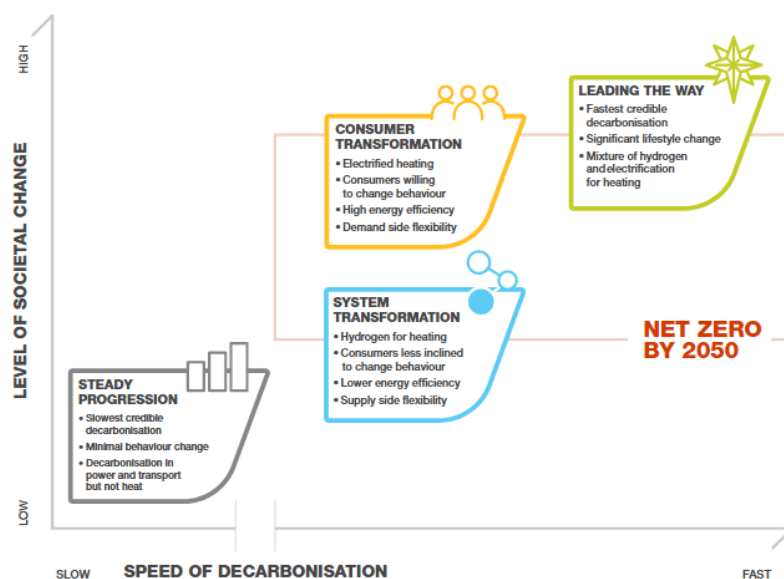 HIGH
LEVEL OF SOCIETAL CHANGE
LOW
CONSUMER
TRANSFORMATION
• Electrified heating
• Consumers willing
to change behaviour
• High energy efficiency
• Demand side flexibility
LEADING THE WAY
• Fastest credible
decarbonisation
• Significant lifestyle change
• Mixture of hydrogen
and electrification
for heating
SYSTEM
TRANSFORMATION
• Hydrogen for heating
• Consumers less inclined
to change behaviour
• Lower energy efficiency
• Supply side flexibility
NET ZERO
BY 2050
STEADY
PROGRESSION
• Slowest credible
decarbonisation
• Minimal behaviour change
• Decarbonisation in
power and transport
but not heat
SLOW
SPEED OF DECARBONISATION
FAST